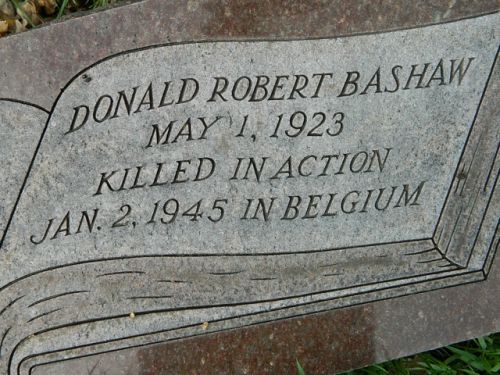 DONALD ROBERT BASHAW
MAY 1, 1923
KILLED IN ACTION
JAN. 2, 1945 IN BELGIUM